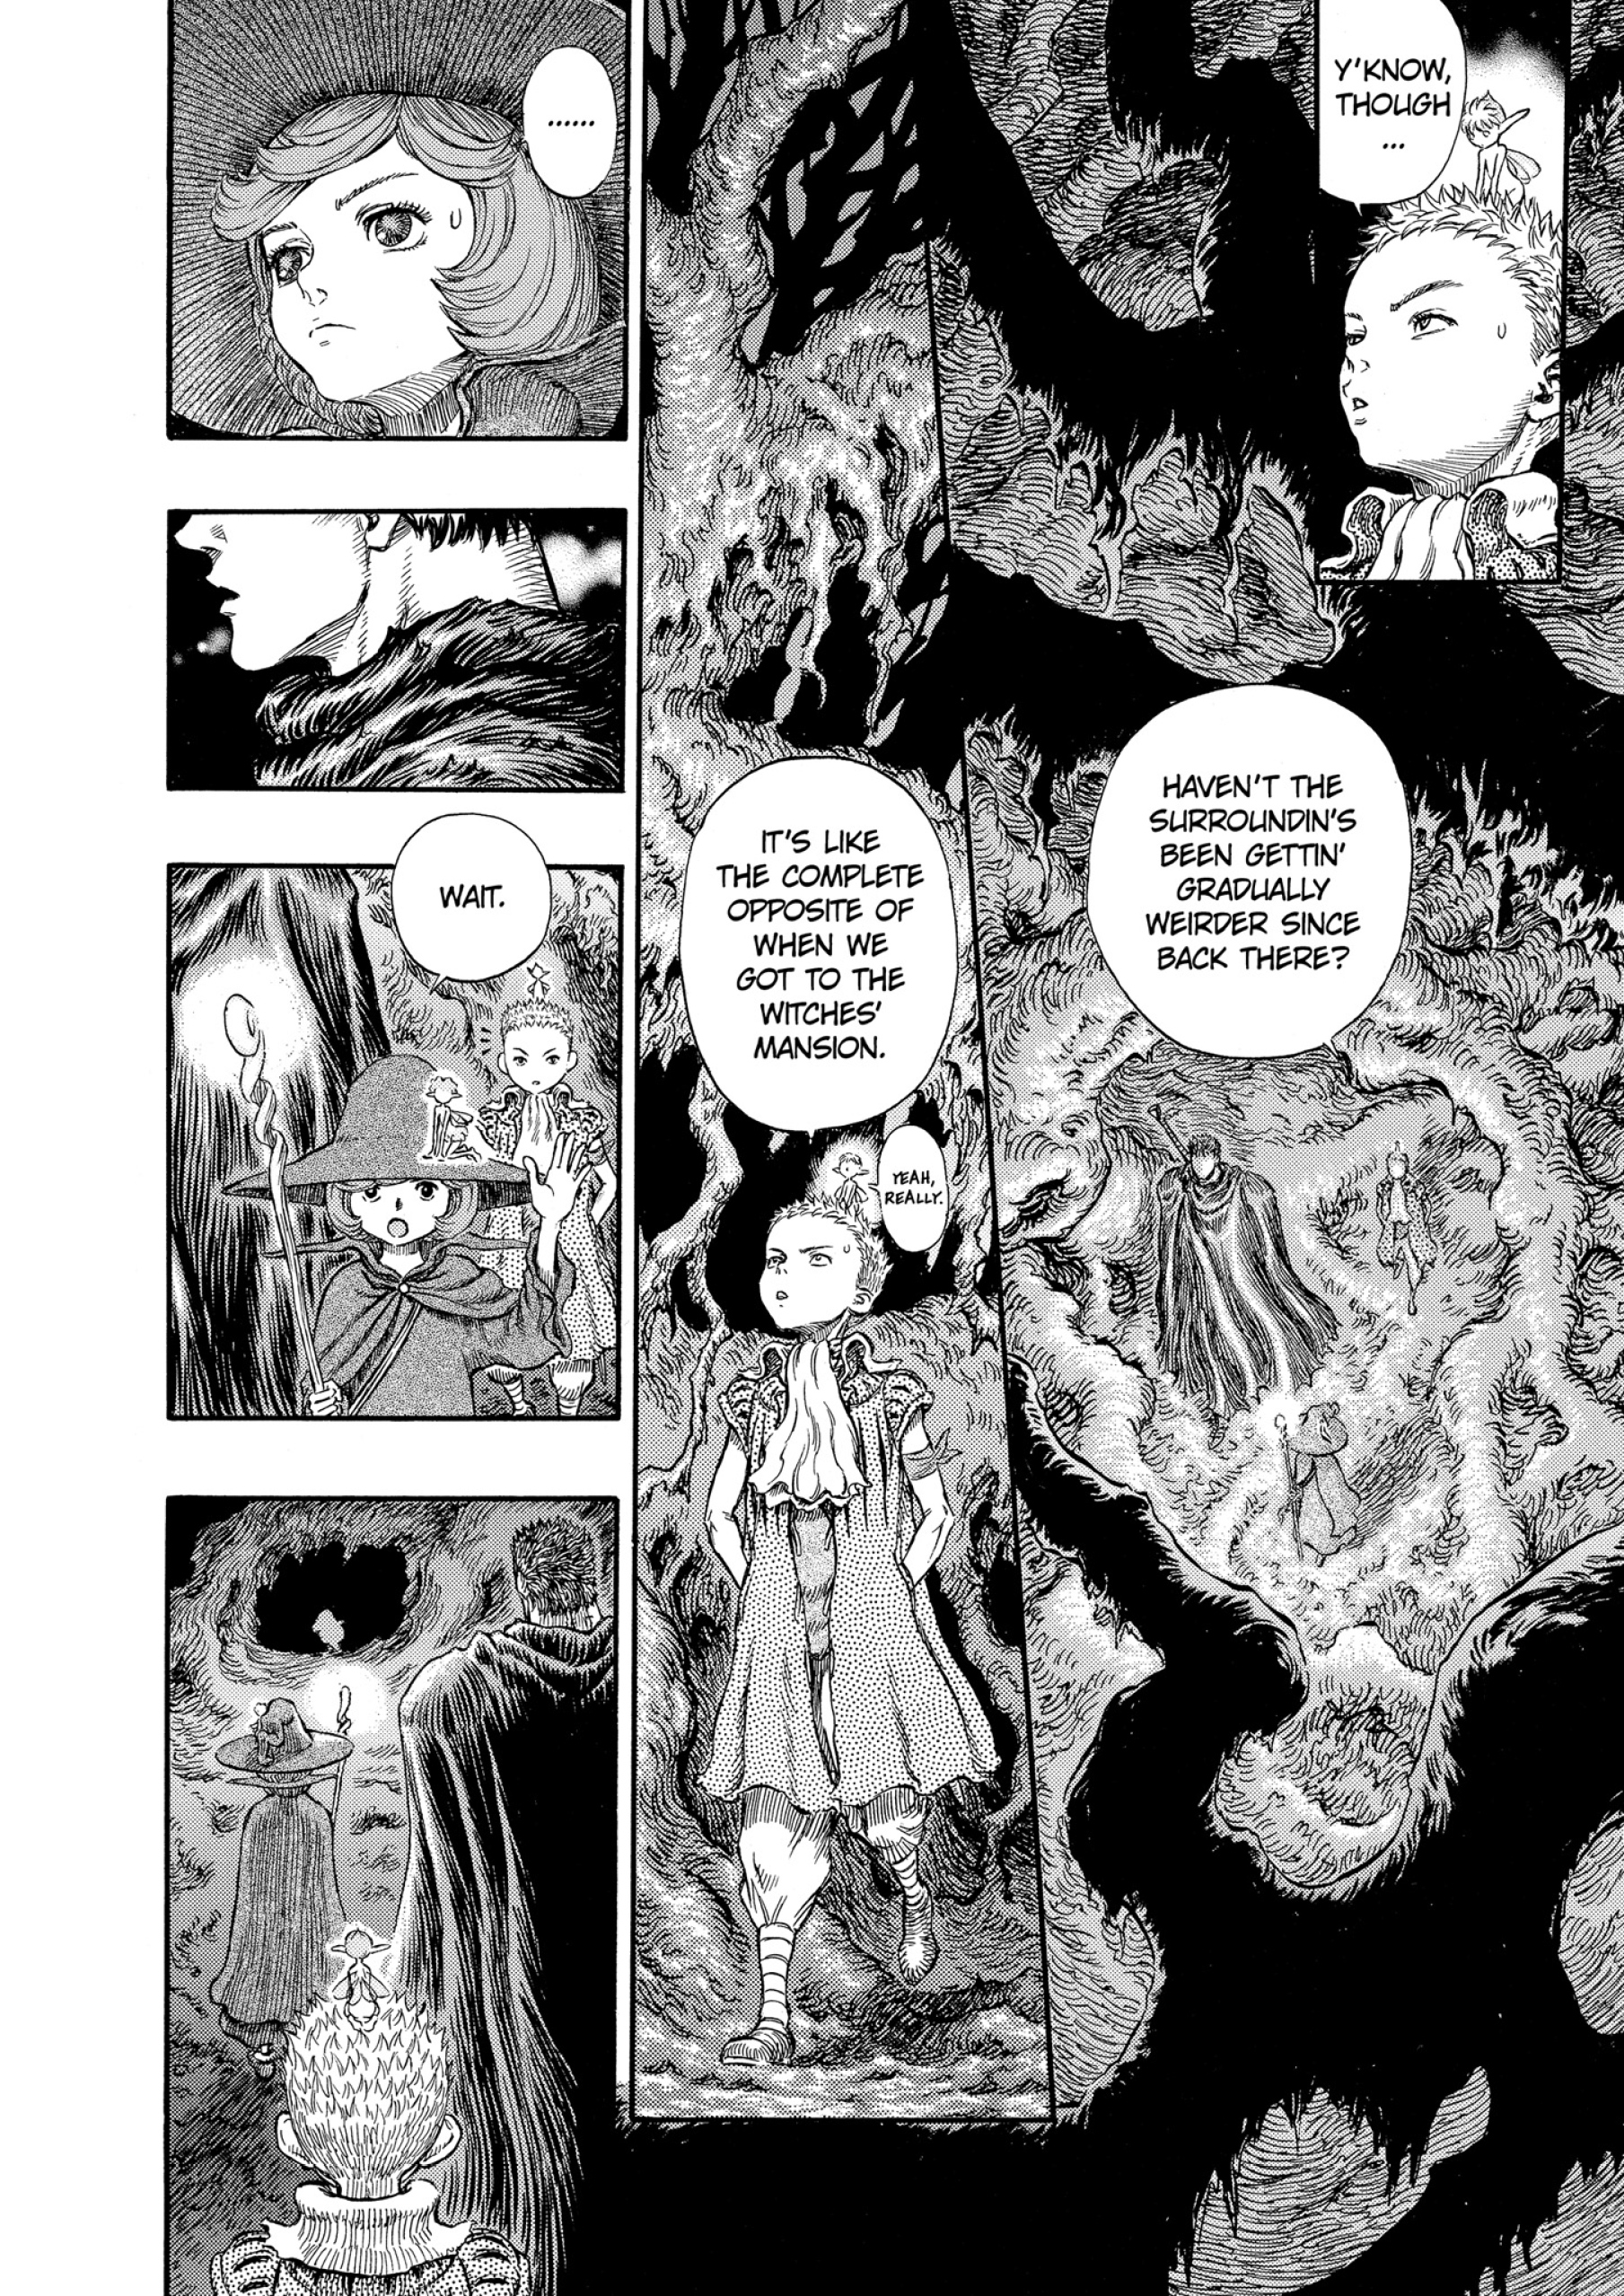 Y'KNOW,
THOUGH
...
HAVEN'T THE
SURROUNDIN'S
BEEN GETTIN'
GRADUALLY
WEIRDER SINCE
BACK THERE?
IT'S LIKE
THE COMPLETE
OPPOSITE OF
WHEN WE
GOT TO THE
WITCHES'
MANSION.
YEAH,
REALLY.
......
WAIT.